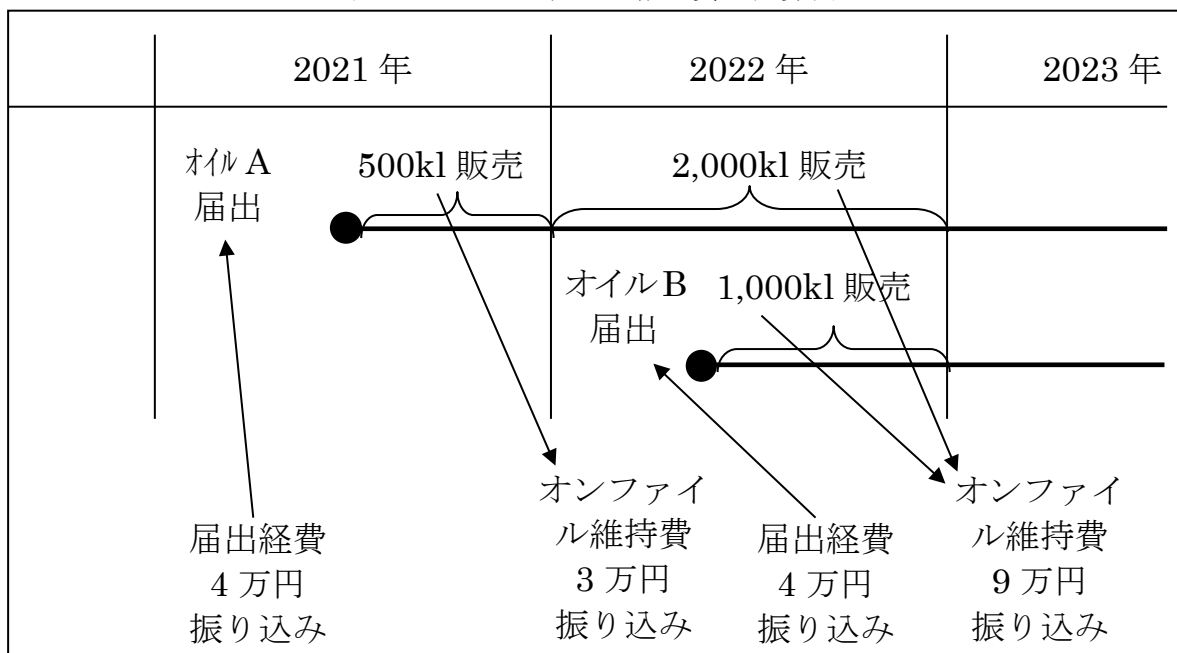 2021 年
2022 年
2023 年
ｵｲﾙ A
届出
500kl 販売
2,000kl 販売
オイル B
届出
1,000kl 販売
届出経費
4 万円
振り込み
オンファイ
ル維持費
3 万円
振り込み
届出経費
4 万円
振り込み
オンファイ
ル維持費
9 万円
振り込み